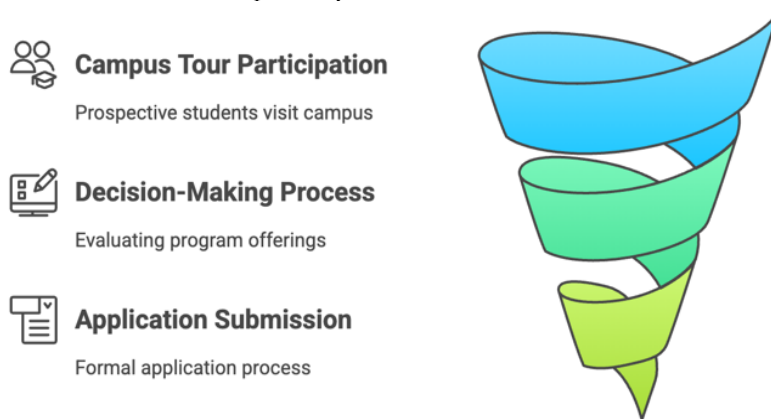 Campus Tour Participation
Prospective students visit campus
Decision-Making Process
Evaluating program offerings
Application Submission
Formal application process